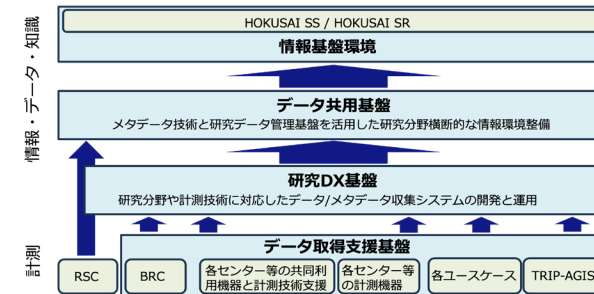 情報・データ・知識
HOKUSAI SS / HOKUSAI SR
情報基盤環境
データ共用基盤
メタデータ技術と研究データ管理基盤を活用した研究分野横断的な情報環境整備
研究DX基盤
研究分野や計測技術に対応したデータ/メタデータ収集システムの開発と運用
計測
データ取得支援基盤
RSC
BRC
各センター等の共同利
用機器と計測技術支援
各センター等
の計測機器
各ユースケース
TRIP-AGIS